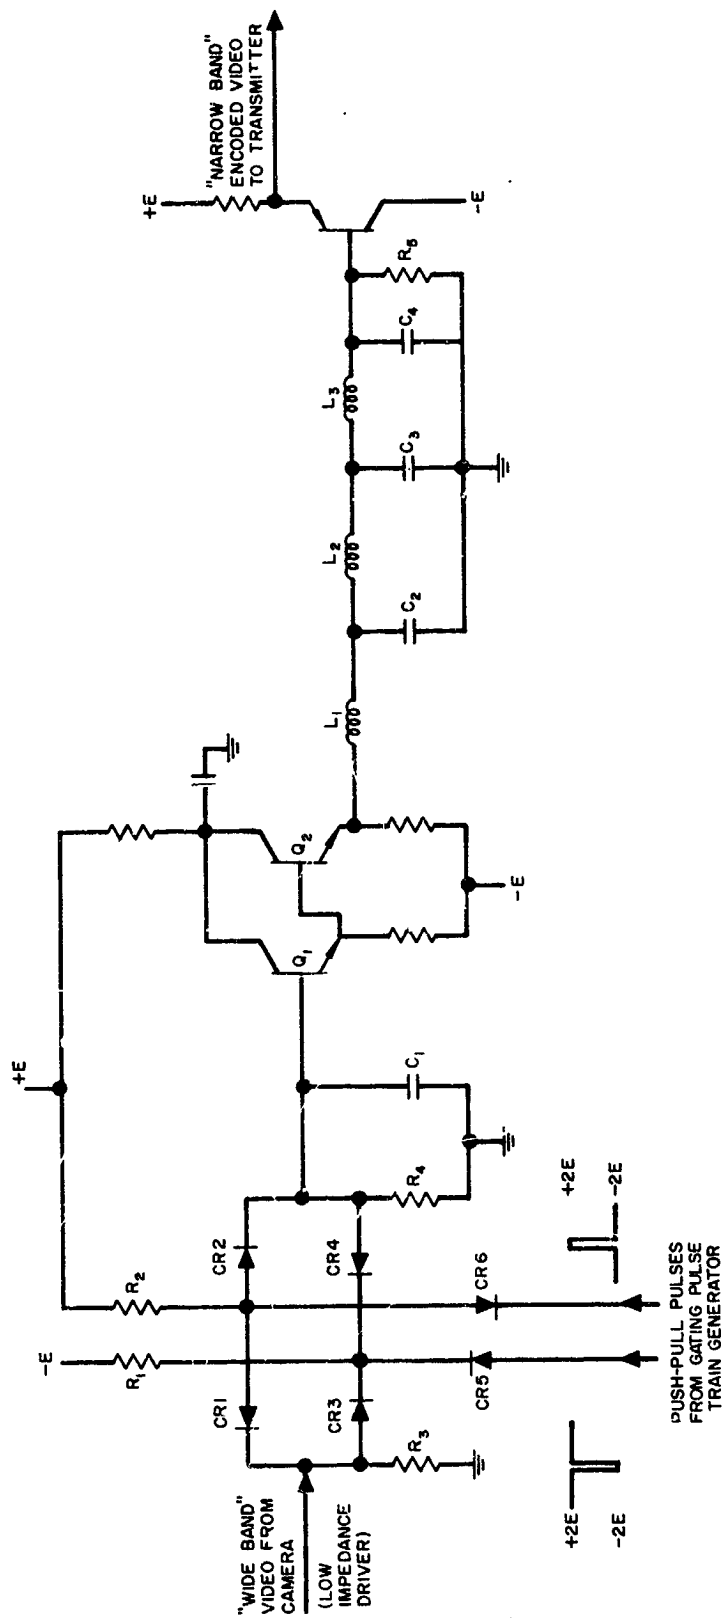 "WIDE BAND"
VIDEO FROM
CAMERA
(LOW
IMPEDANCE
DRIVER)
+2E
-2E
R3
CR1
CR3
-E
R1
R2
CR2
CR4
CR5
CR6
PUSH-PULL PULSES
FROM GATING PULSE
TRAIN GENERATOR
+2E
-2E
R4
C1
+E
Q1
Q2
-E
L1
C2
L2
C3
L3
C4
R5
+E
-E
"NARROW BAND"
ENCODED VIDEO
TO TRANSMITTER